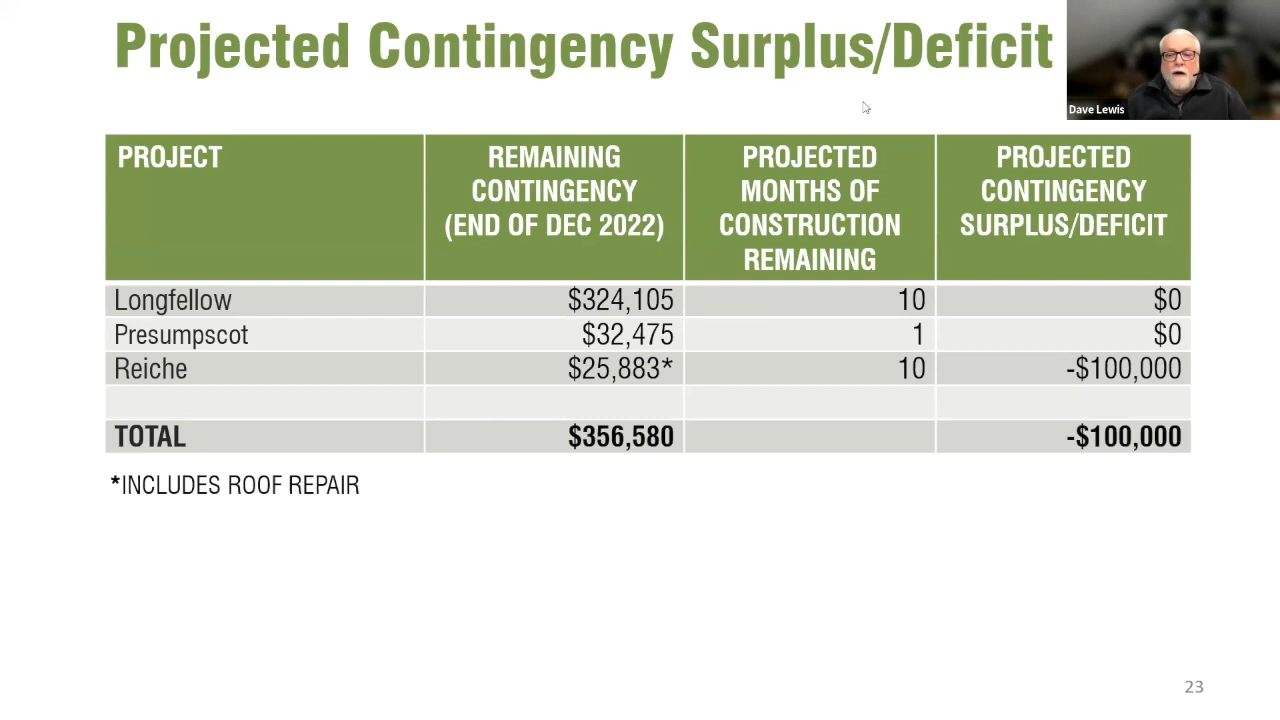 Projected Contingency Surplus/Deficit
Dave Lewis
PROJECT
REMAINING
CONTINGENCY
(END OF DEC 2022)
PROJECTED
MONTHS OF
CONSTRUCTION
REMAINING
PROJECTED
CONTINGENCY
SURPLUS/DEFICIT
Longfellow $324,105 10 $0
Presumpscot $32,475 1 $0
Reiche $25,883* 10 -$100,000
TOTAL $356,580 -$100,000
*INCLUDES ROOF REPAIR
23